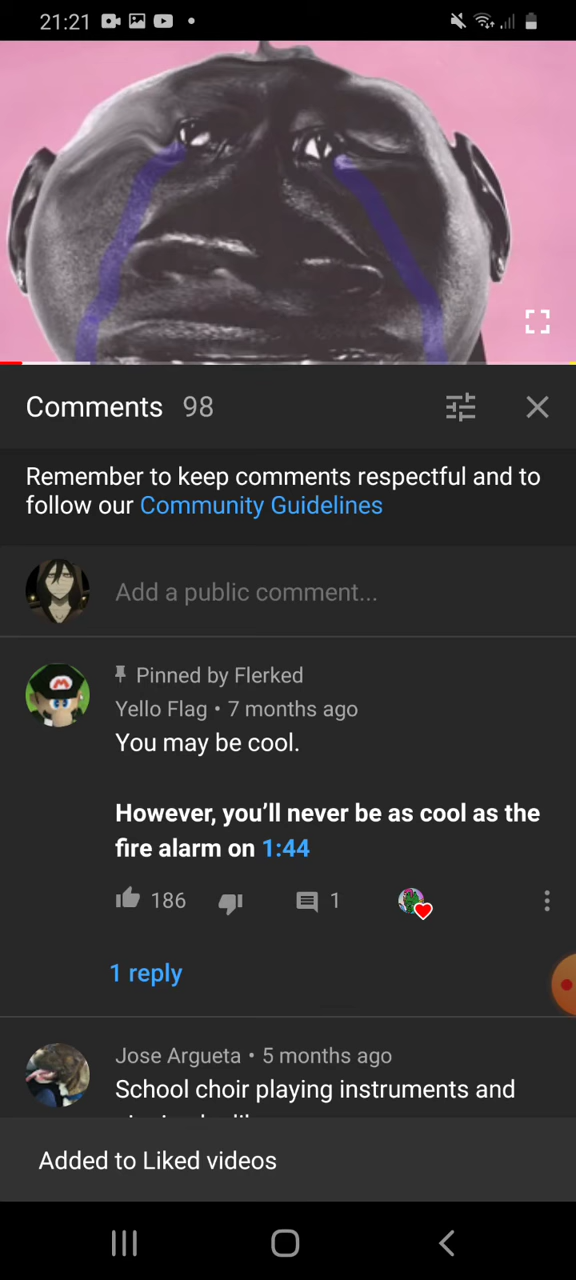 21:21
Comments 98
Remember to keep comments respectful and to
follow our Community Guidelines
Add a public comment...
Pinned by Flerked
Yello Flag • 7 months ago
You may be cool.
However, you’ll never be as cool as the
fire alarm on 1:44
186
1
1 reply
Jose Argueta • 5 months ago
School choir playing instruments and
Added to Liked videos